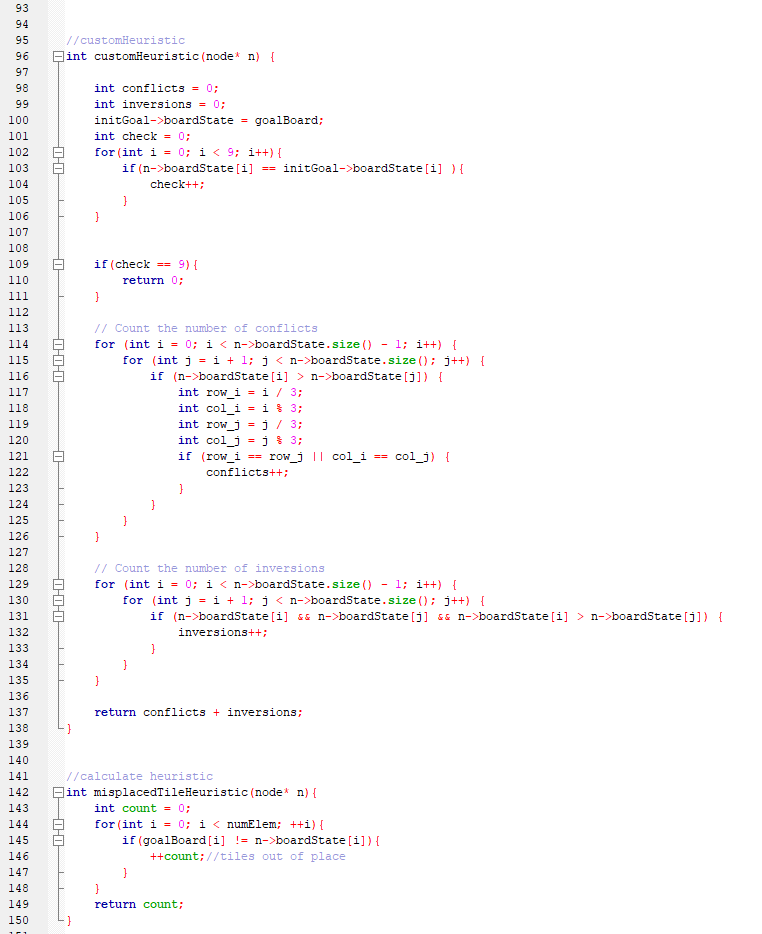 93
94
95 //customHeuristic
96 int customHeuristic(node* n) {
97
98 int conflicts = 0;
99 int inversions = 0;
100 initGoal->boardState = goalBoard;
101 int check = 0;
102 for(int i = 0; i < 9; i++){
103 if(n->boardState[i] == initGoal->boardState[i] ){
104 check++;
105 }
106 }
107
108
109 if(check == 9){
110 return 0;
111 }
112
113 // Count the number of conflicts
114 for (int i = 0; i < n->boardState.size() - 1; i++) {
115 for (int j = i + 1; j < n->boardState.size(); j++) {
116 if (n->boardState[i] > n->boardState[j]) {
117 int row_i = i / 3;
118 int col_i = i % 3;
119 int row_j = j / 3;
120 int col_j = j % 3;
121 if (row_i == row_j || col_i == col_j) {
122 conflicts++;
123 }
124 }
125 }
126 }
127
128 // Count the number of inversions
129 for (int i = 0; i < n->boardState.size() - 1; i++) {
130 for (int j = i + 1; j < n->boardState.size(); j++) {
131 if (n->boardState[i] && n->boardState[j] && n->boardState[i] > n->boardState[j]) {
132 inversions++;
133 }
134 }
135 }
136
137 return conflicts + inversions;
138 }
139
140
141 //calculate heuristic
142 int misplacedTileHeuristic(node* n){
143 int count = 0;
144 for(int i = 0; i < numElem; ++i){
145 if(goalBoard[i] != n->boardState[i]){
146 ++count;//tiles out of place
147 }
148 }
149 return count;
150 }